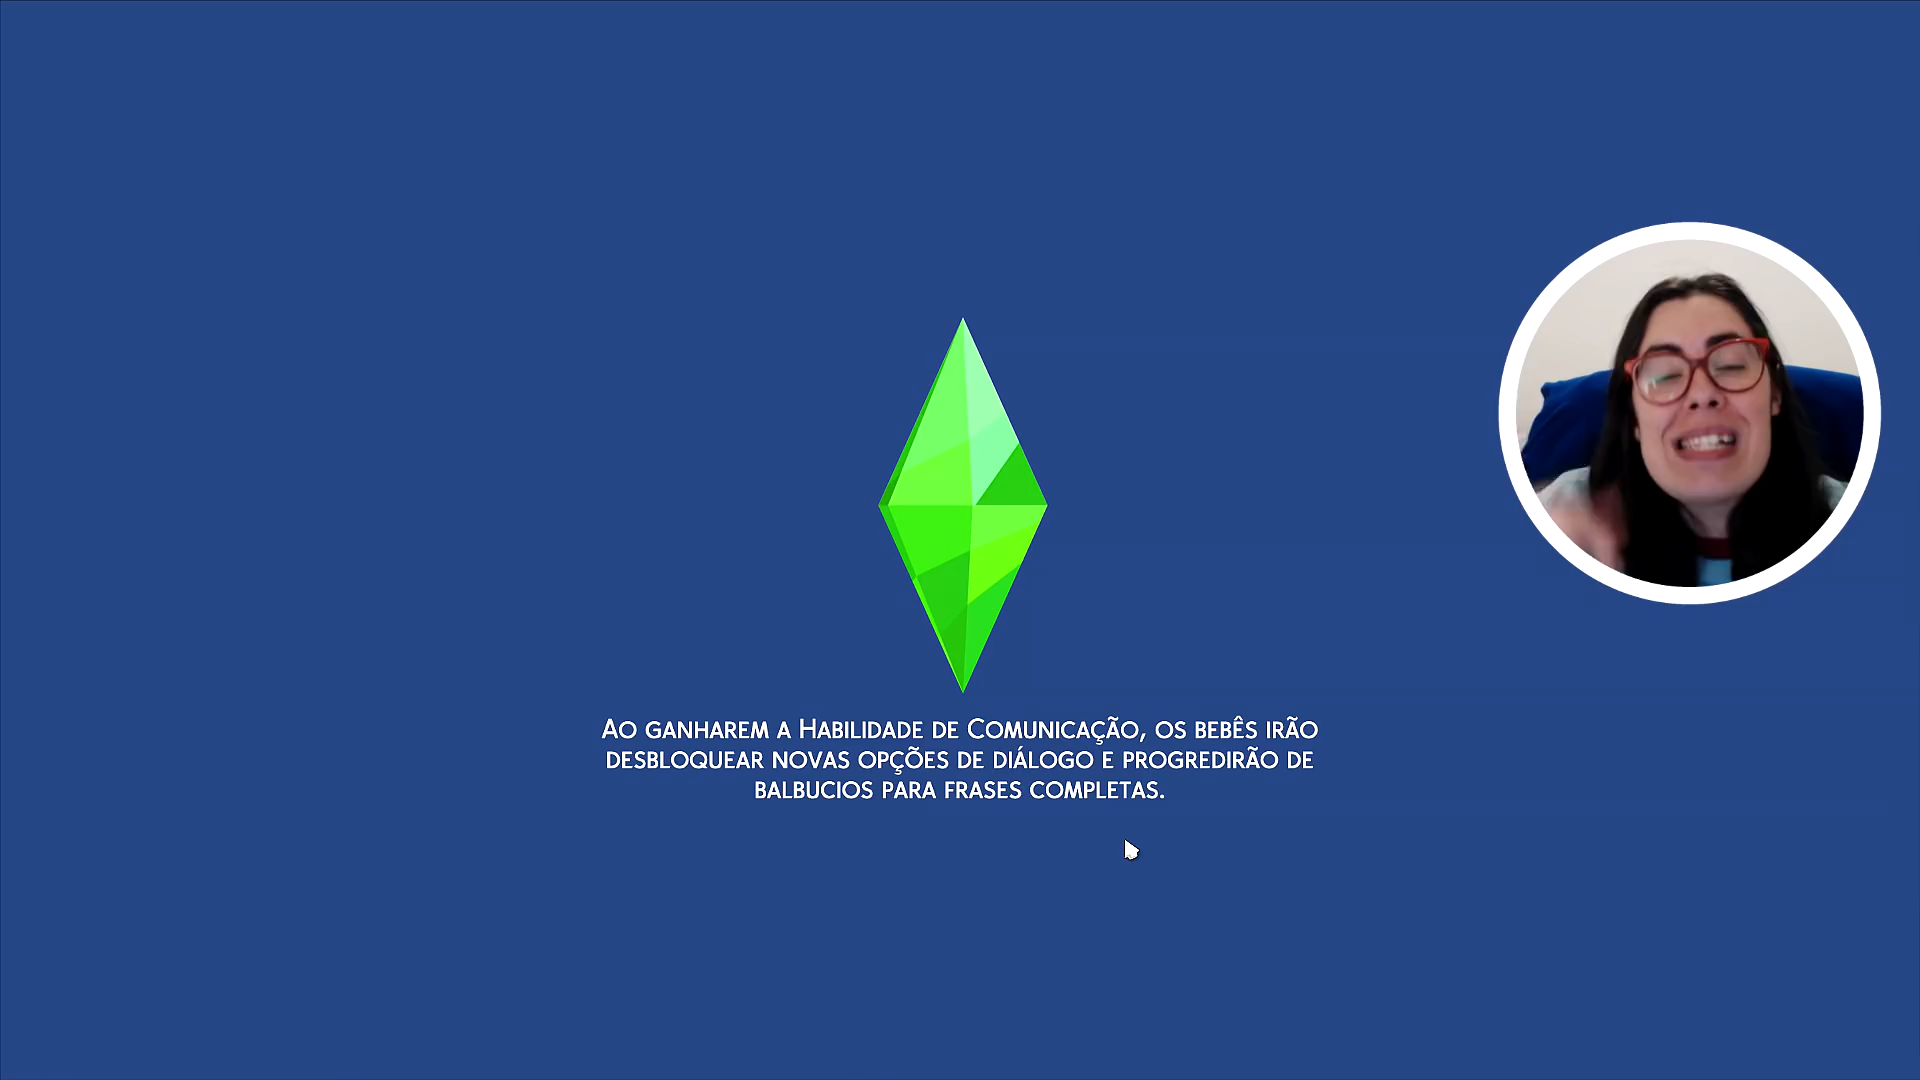 Ao ganharem a Habilidade de Comunicação, os bebês irão
desbloquear novas opções de diálogo e progredirão de
balbucios para frases completas.